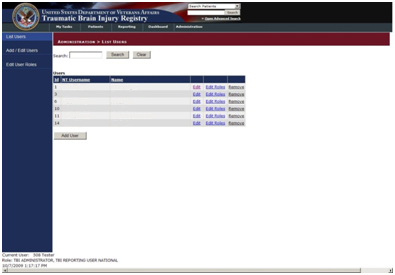 Search Patients
UNITED STATES DEPARTMENT OF VETERANS AFFAIRS
Traumatic Brain Injury Registry
Search
> Open Advanced Search
My Tasks Patients Reporting Dashboard Administration
List Users
Add / Edit Users
Edit User Roles
ADMINISTRATION > LIST USERS
Search: Search Clear
Users
Id NT Username Name
1 Edit Edit Roles Remove
3 Edit Edit Roles Remove
6 Edit Edit Roles Remove
10 Edit Edit Roles Remove
11 Edit Edit Roles Remove
14 Edit Edit Roles Remove
Add User
Current User: 508 Tester
Role: TBI ADMINISTRATOR, TBI REPORTING USER NATIONAL
10/7/2009 1:17:17 PM